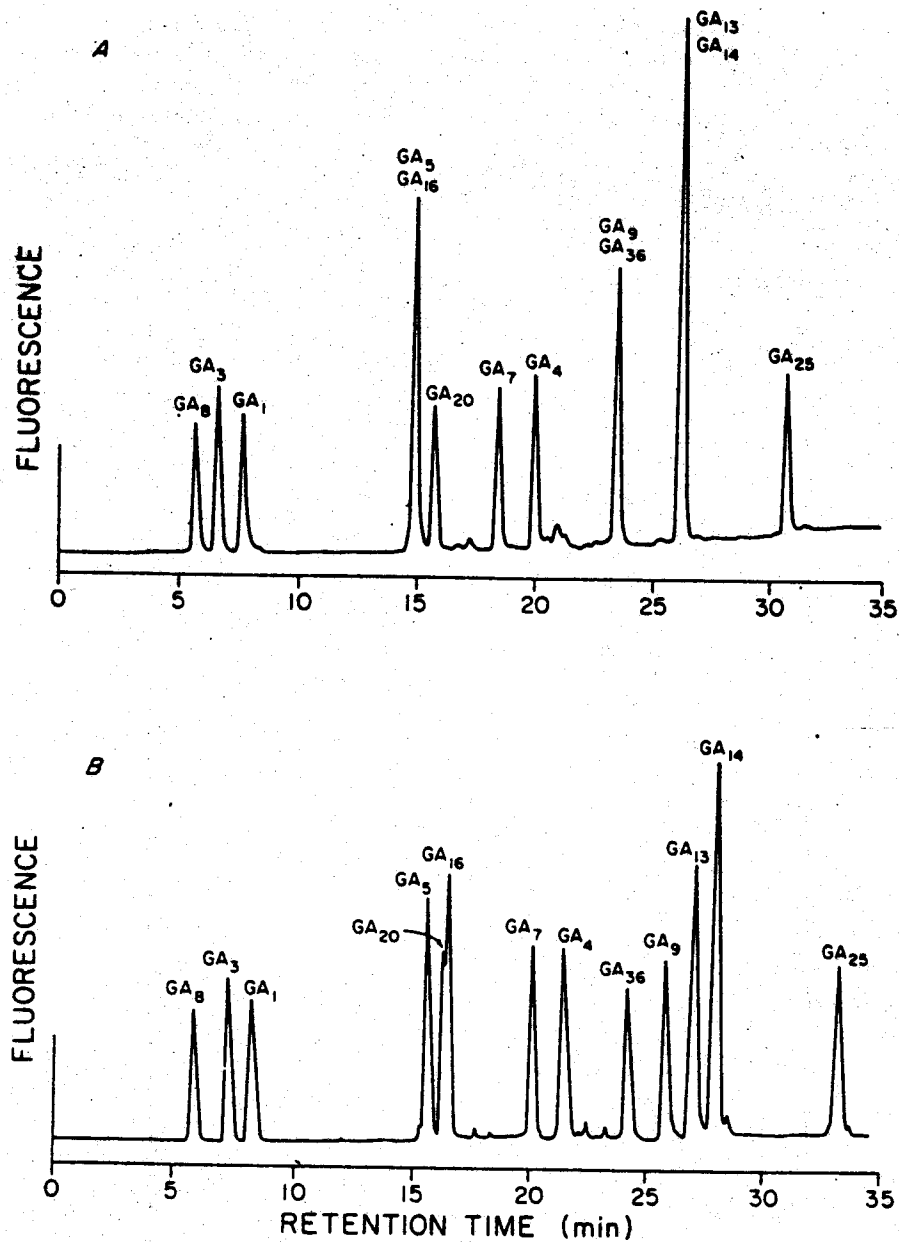 A
GA13
GA14
GA5
GA16
GA9
GA36
GA3
GA8
GA1
GA20
GA7
GA4
GA25
FLUORESCENCE
0 5 10 15 20 25 30 35
B
GA14
GA16
GA5
GA13
GA20
GA7
GA4
GA9
GA36
GA25
GA3
GA8
GA1
FLUORESCENCE
0 5 10 15 20 25 30 35
RETENTION TIME (min)